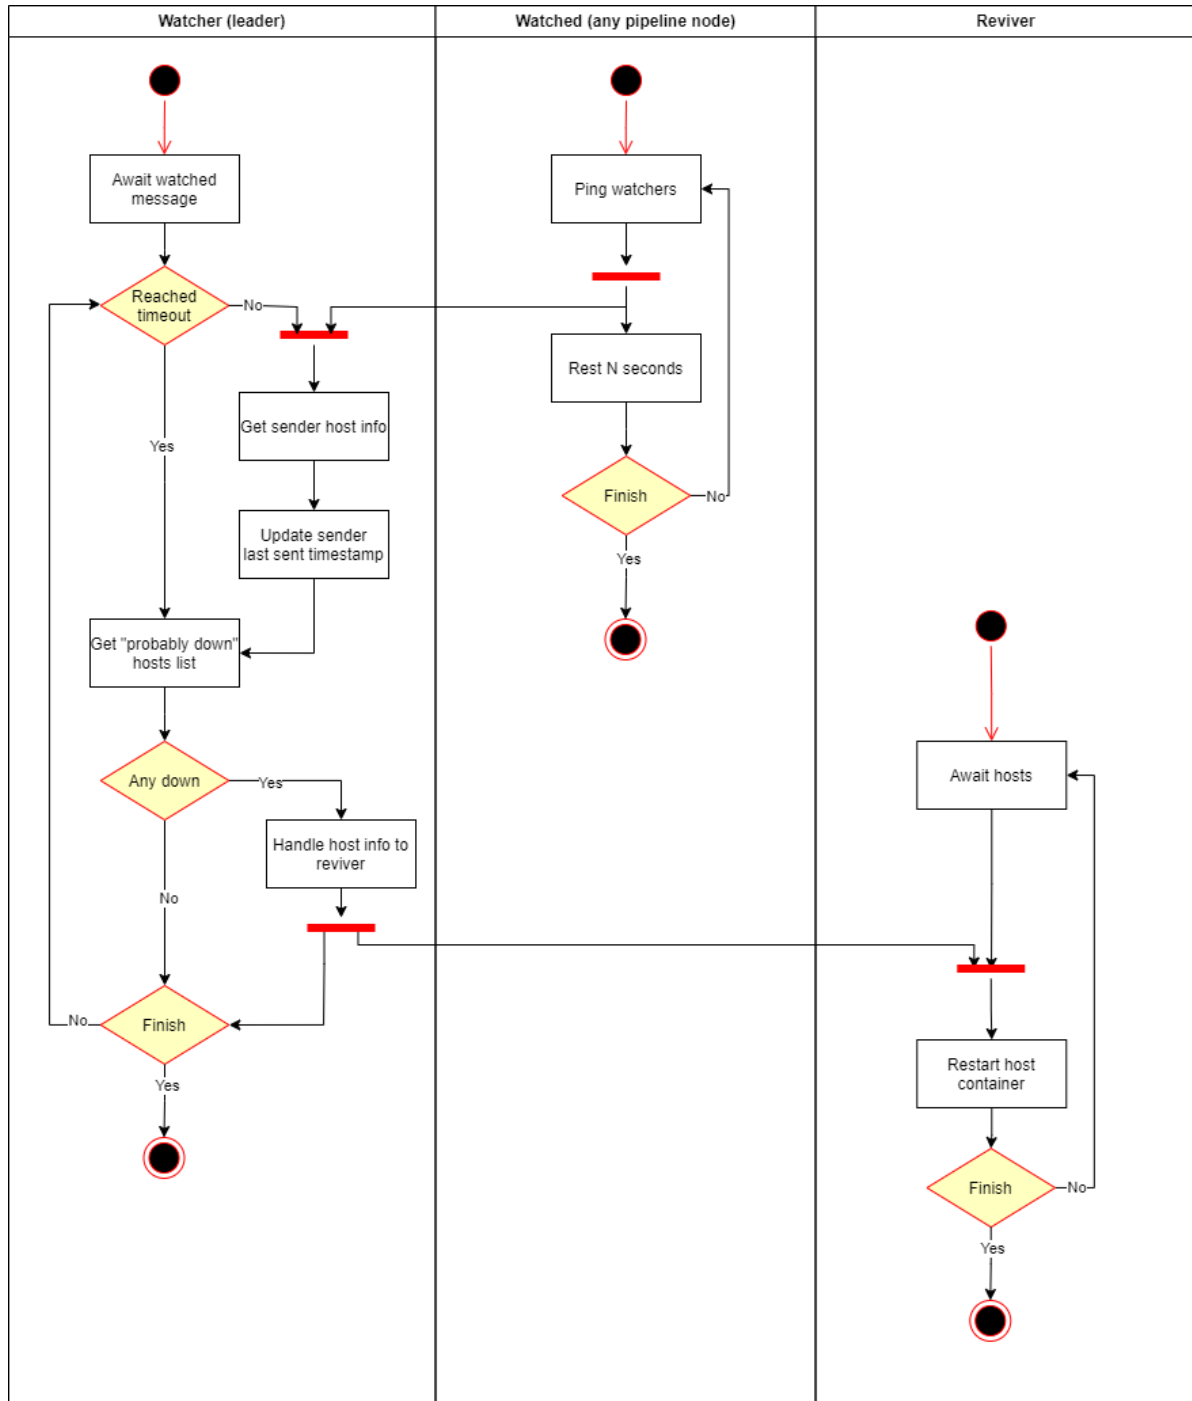 Watcher (leader)
Watched (any pipeline node)
Reviver
Await watched
message
Reached
timeout
No
Yes
Get sender host info
Update sender
last sent timestamp
Get "probably down"
hosts list
Any down
Yes
No
Handle host info to
reviver
Finish
No
Yes
Ping watchers
Rest N seconds
Finish
No
Yes
Await hosts
Restart host
container
Finish
No
Yes